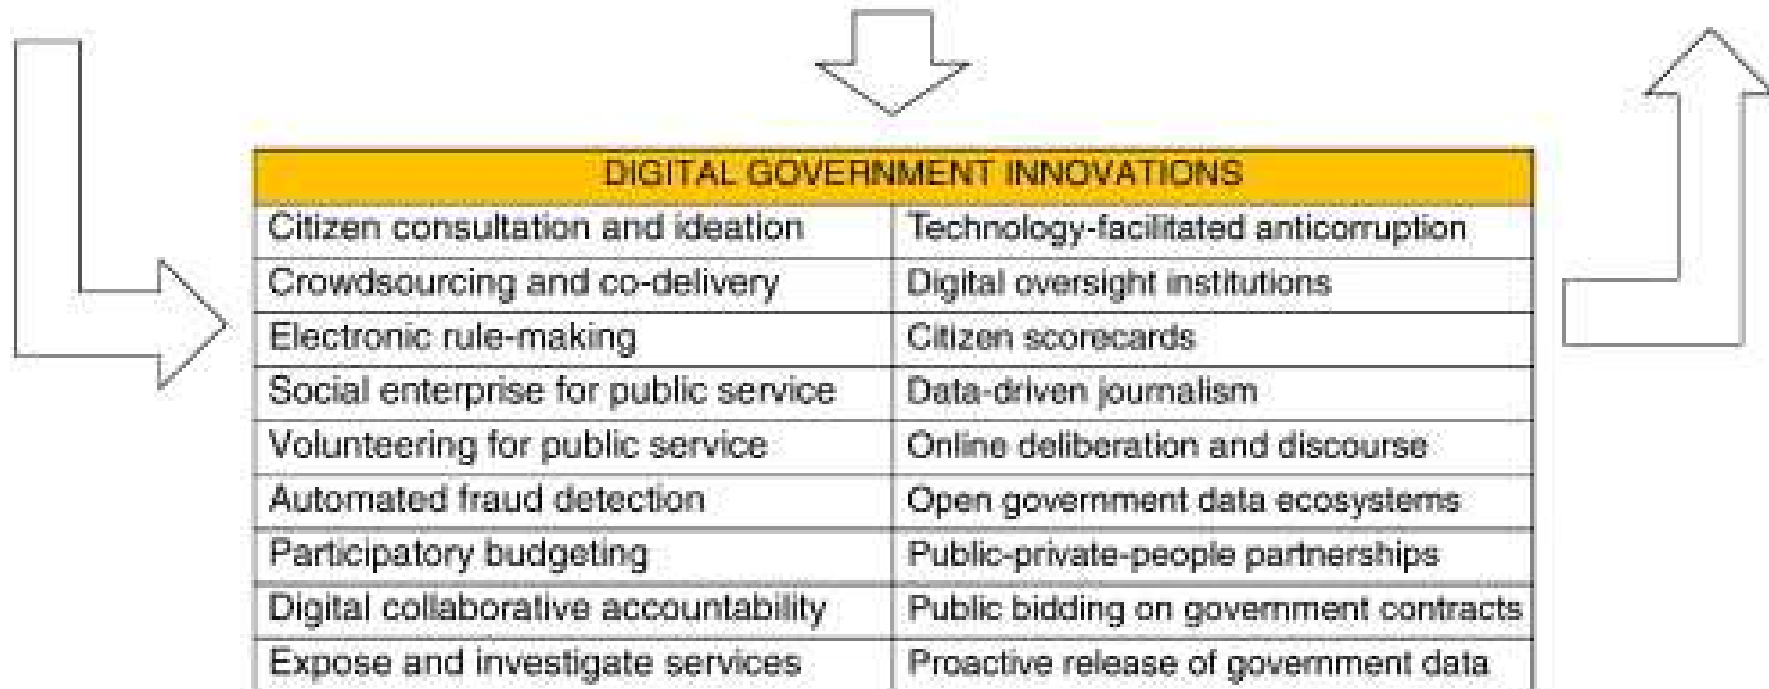 DIGITAL GOVERNMENT INNOVATIONS
Citizen consultation and ideation
Technology-facilitated anticorruption
Crowdsourcing and co-delivery
Digital oversight institutions
Electronic rule-making
Citizen scorecards
Social enterprise for public service
Data-driven journalism
Volunteering for public service
Online deliberation and discourse
Automated fraud detection
Open government data ecosystems
Participatory budgeting
Public-private-people partnerships
Digital collaborative accountability
Public bidding on government contracts
Expose and investigate services
Proactive release of government data